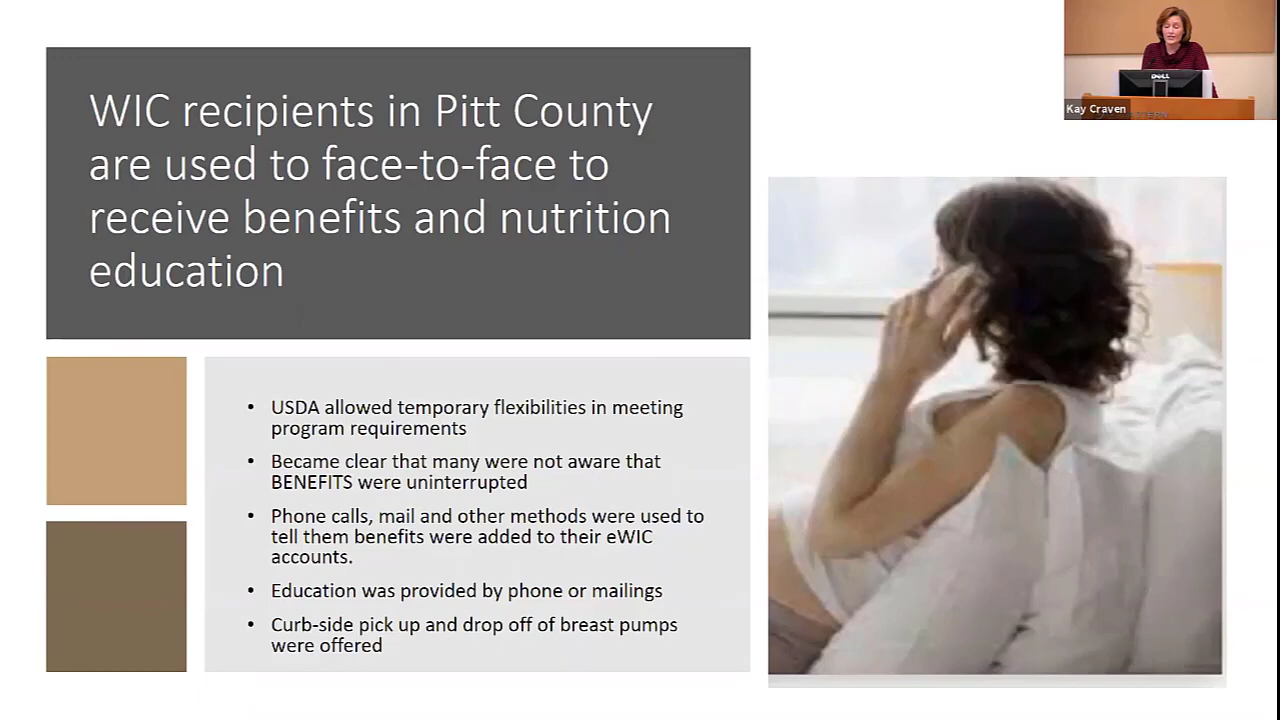 WIC recipients in Pitt County
are used to face-to-face to
receive benefits and nutrition
education
• USDA allowed temporary flexibilities in meeting
program requirements
• Became clear that many were not aware that
BENEFITS were uninterrupted
• Phone calls, mail and other methods were used to
tell them benefits were added to their eWIC
accounts.
• Education was provided by phone or mailings
• Curb-side pick up and drop off of breast pumps
were offered
DELL
Kay Craven